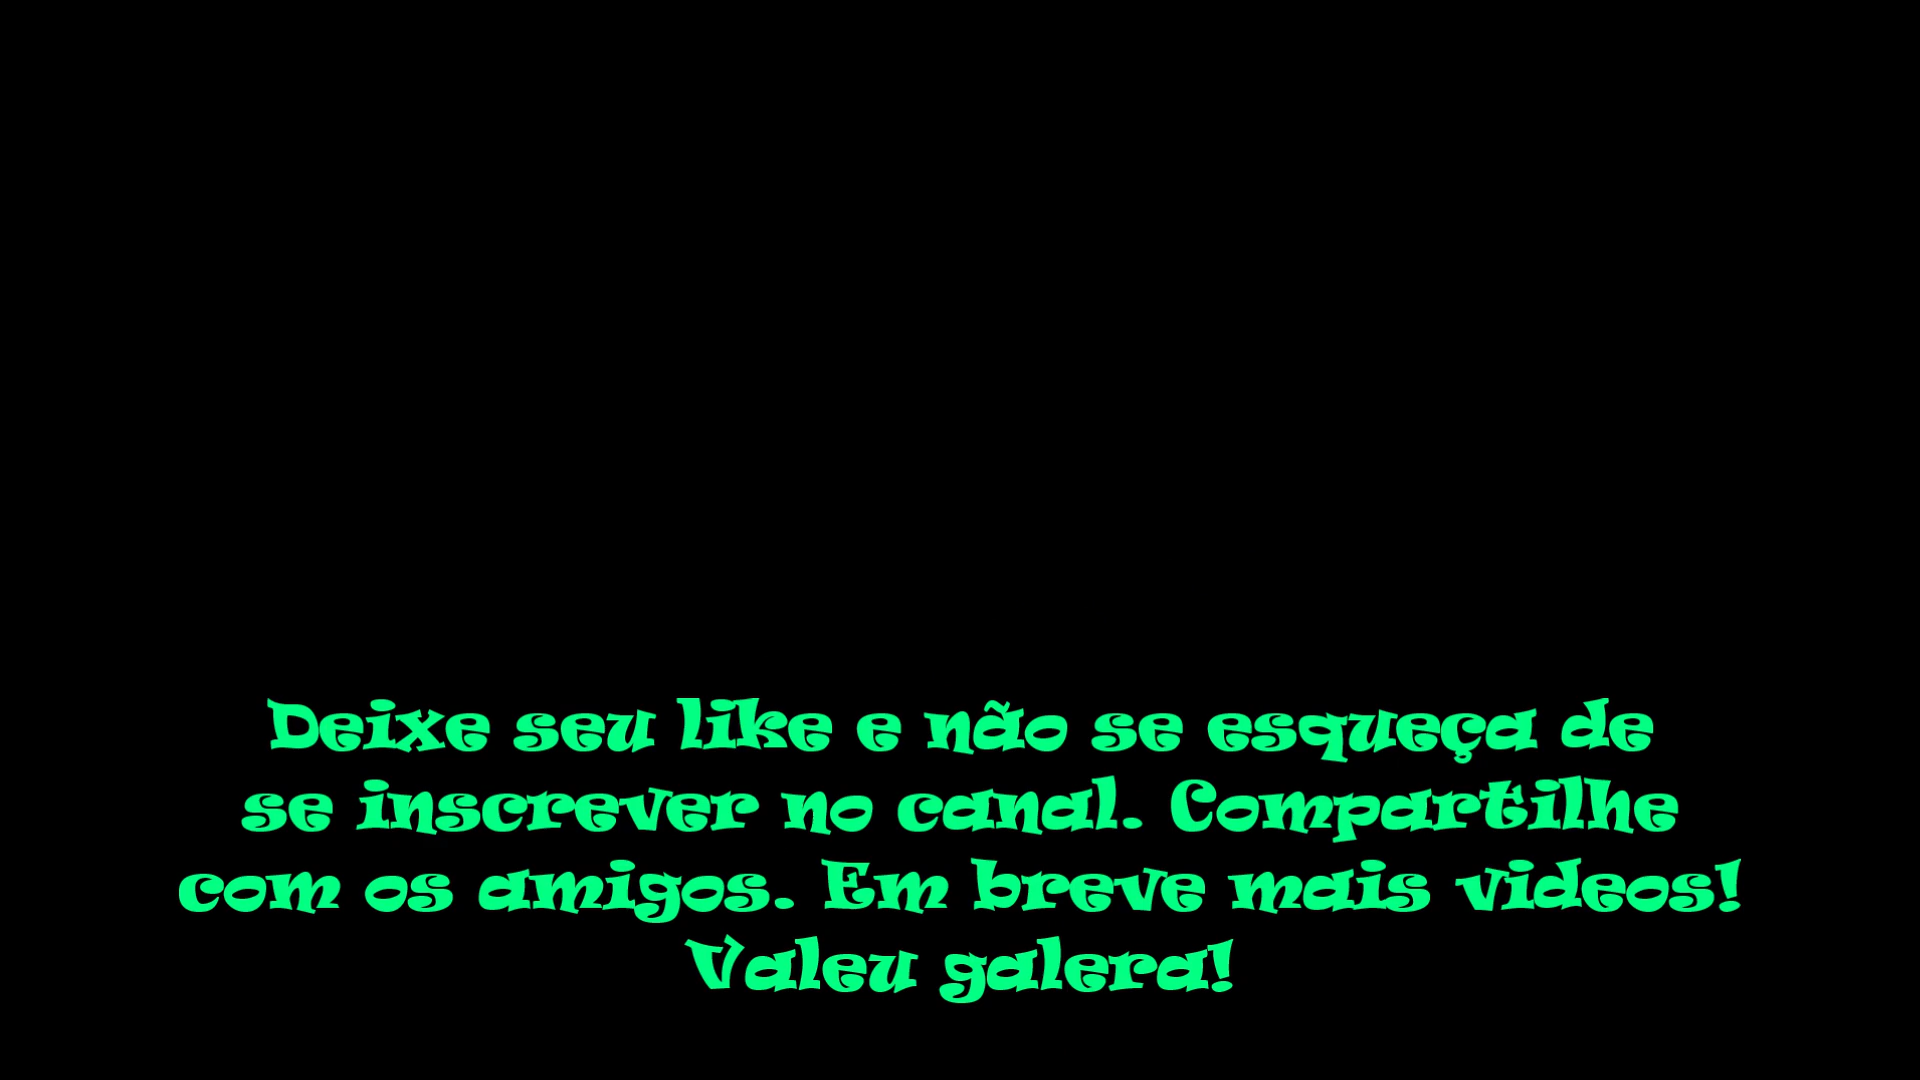 Deixe seu like e não se esqueça de
se inscrever no canal. Compartilhe
com os amigos. Em breve mais videos!
Valeu galera!